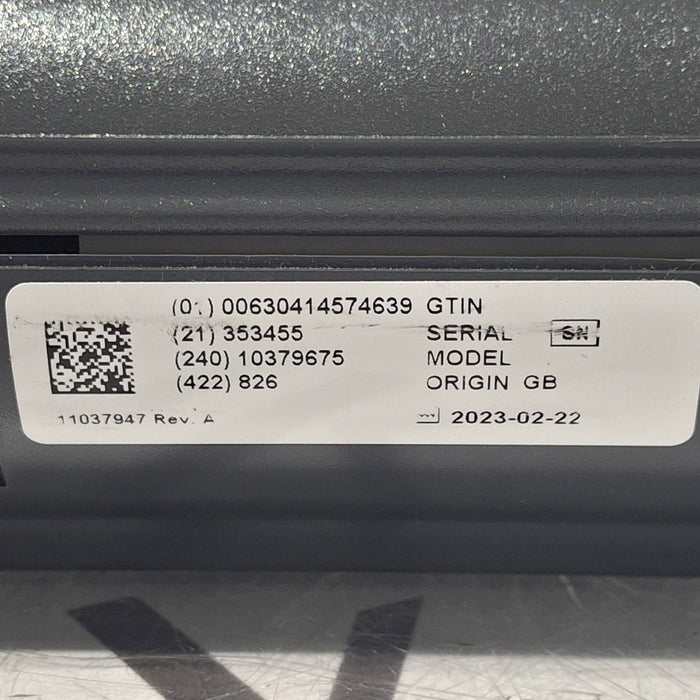 (01) 00630414574639 GTIN
(21) 353455 SERIAL SN
(240) 10379675 MODEL
(422) 826 ORIGIN GB
11037947 Rev. A 2023-02-22